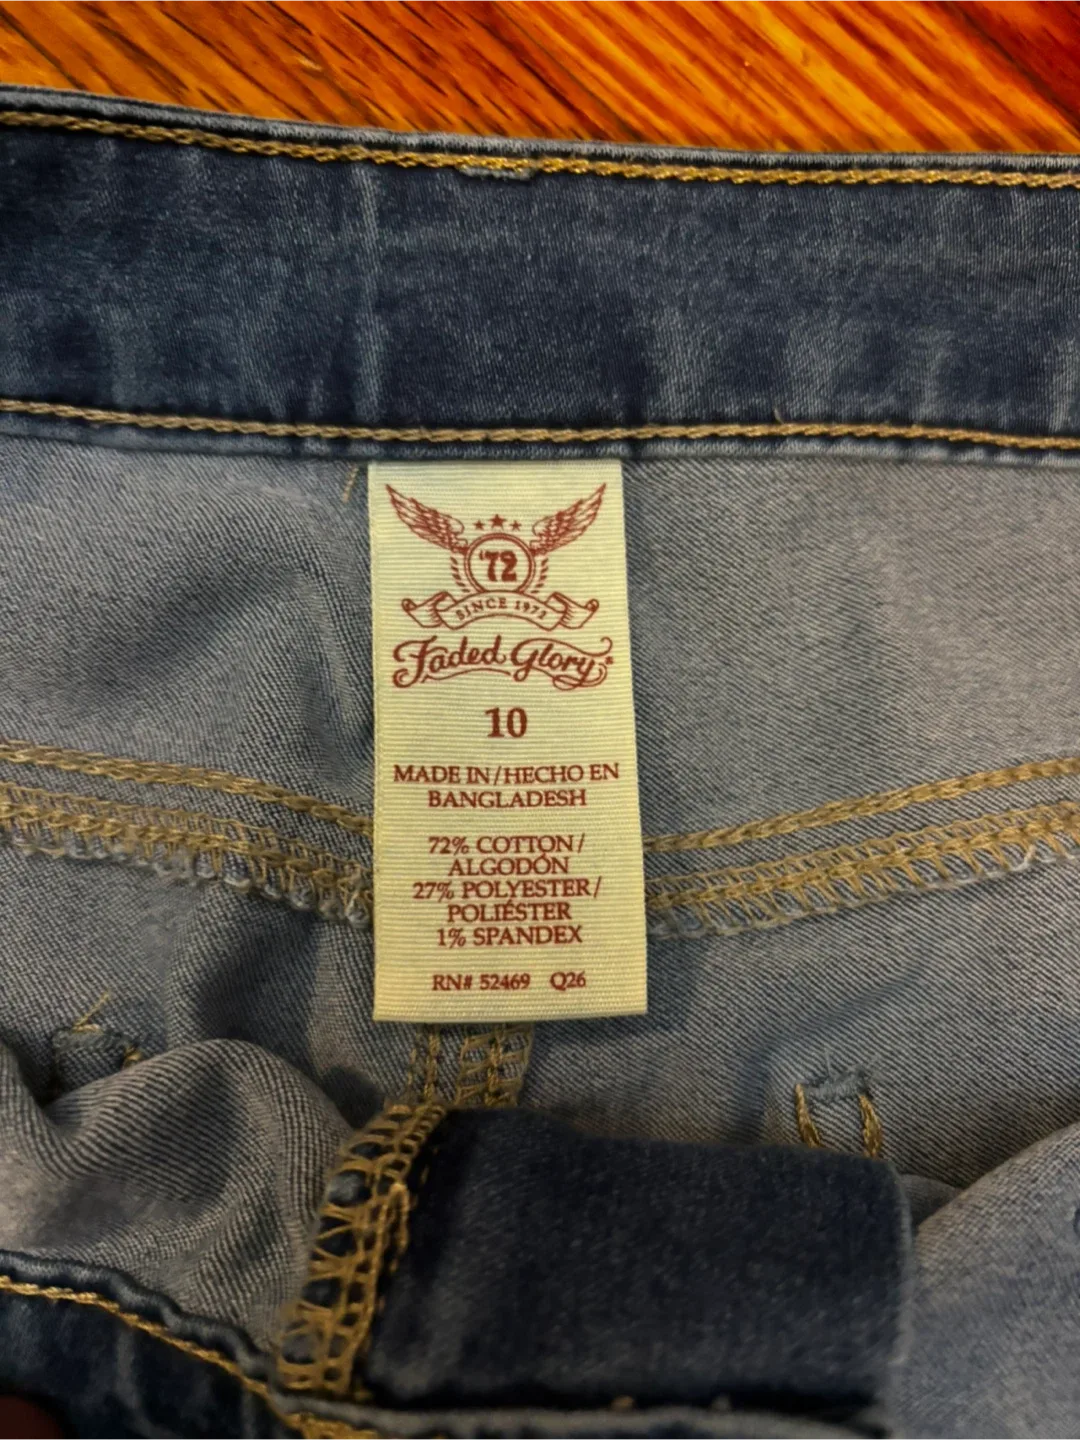 '72
SINCE 1972
Faded Glory®
10
MADE IN/HECHO EN
BANGLADESH
72% COTTON/
ALGODÓN
27% POLYESTER/
POLIÉSTER
1% SPANDEX
RN# 52469 Q26